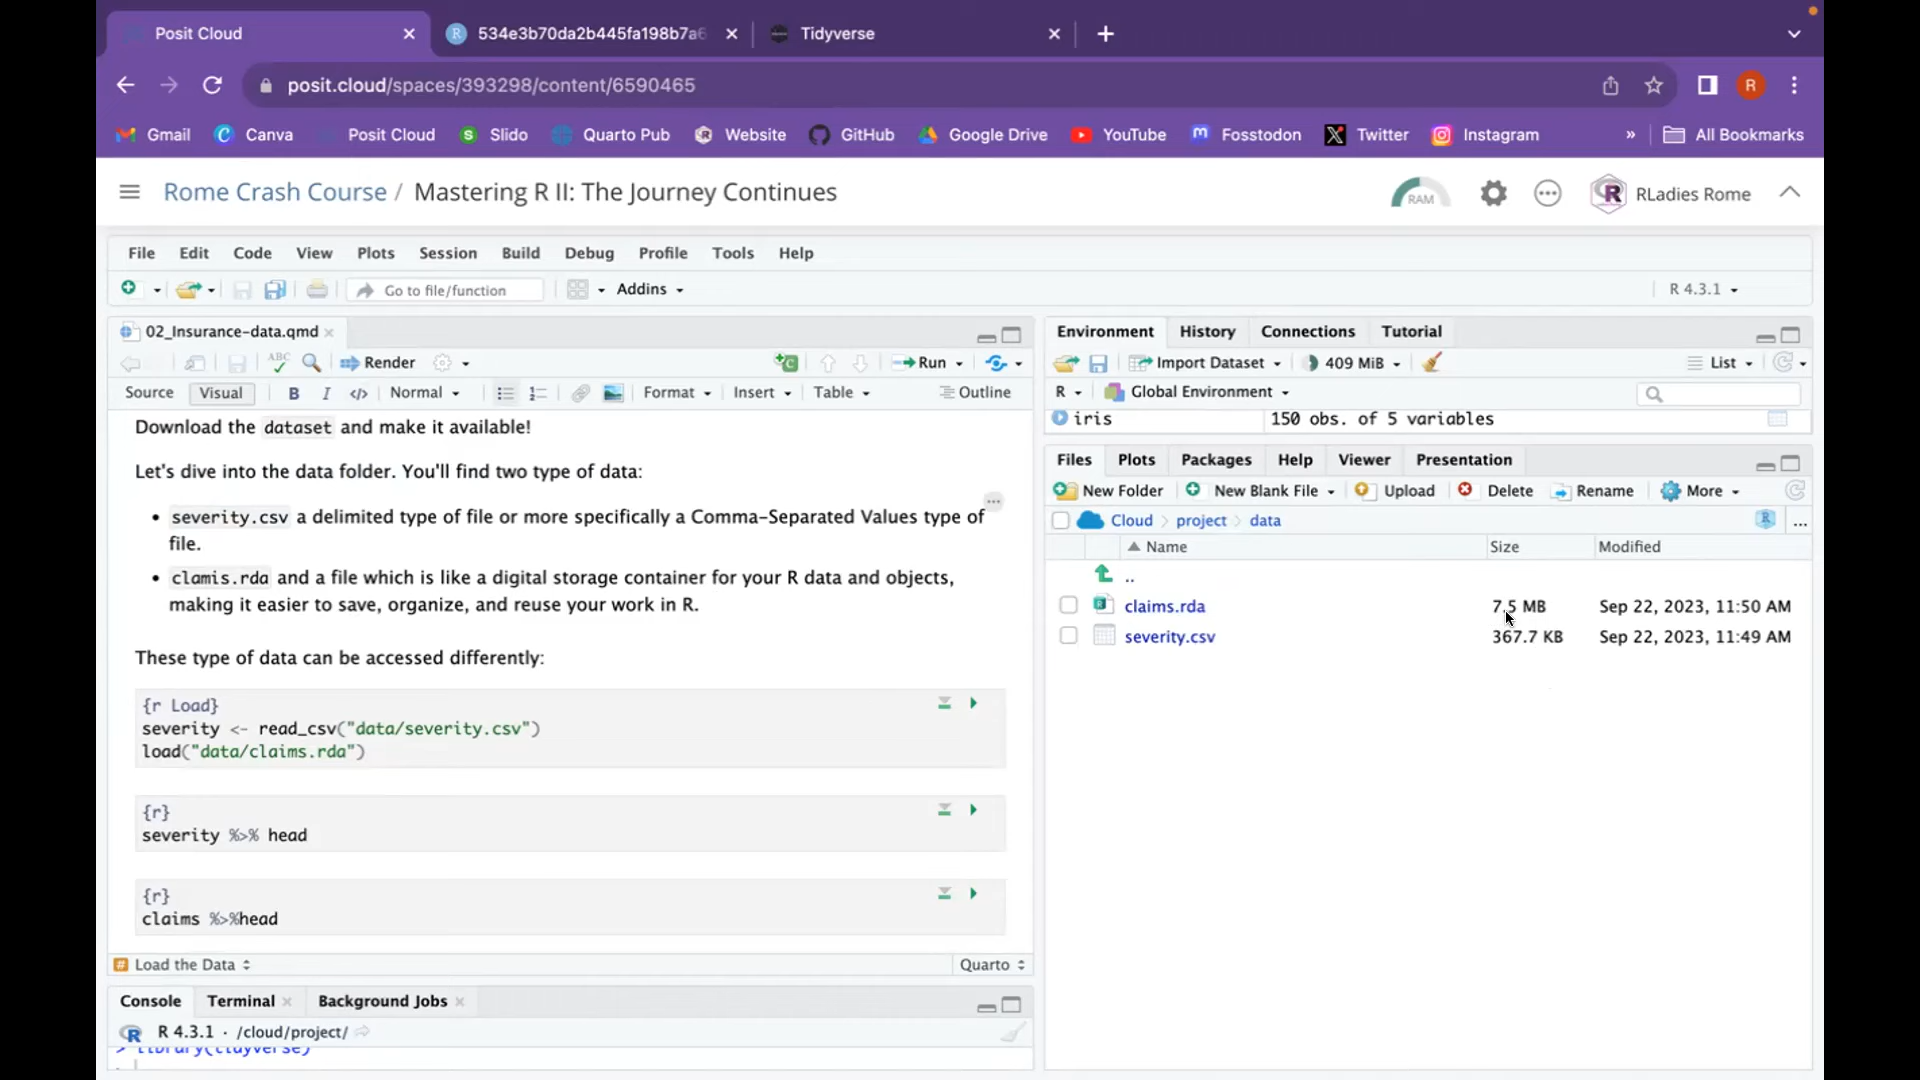 Posit Cloud
534e3b70da2b445fa198b7a6
Tidyverse
posit.cloud/spaces/393298/content/6590465
R
Gmail
Canva
Posit Cloud
Slido
Quarto Pub
Website
GitHub
Google Drive
YouTube
Fosstodon
Twitter
Instagram
»
All Bookmarks
Rome Crash Course / Mastering R II: The Journey Continues
RAM
RLadies Rome
File Edit Code View Plots Session Build Debug Profile Tools Help
Go to file/function
Addins
R 4.3.1
02_Insurance-data.qmd
ABC
Render
Run
Source Visual
B I </> Normal
Format Insert Table
Outline
Download the dataset and make it available!
Let's dive into the data folder. You'll find two type of data:
• severity.csv a delimited type of file or more specifically a Comma-Separated Values type of
file.
• clamis.rda and a file which is like a digital storage container for your R data and objects,
making it easier to save, organize, and reuse your work in R.
These type of data can be accessed differently:
{r Load}
severity <- read_csv("data/severity.csv")
load("data/claims.rda")
{r}
severity %>% head
{r}
claims %>%head
# Load the Data
Quarto
Console Terminal Background Jobs
R 4.3.1 · /cloud/project/
> library(tidyverse)
Environment History Connections Tutorial
Import Dataset
409 MiB
List
R
Global Environment
iris 150 obs. of 5 variables
Files Plots Packages Help Viewer Presentation
New Folder New Blank File Upload Delete Rename More
Cloud > project > data
...
Name Size Modified
..
claims.rda 7.5 MB Sep 22, 2023, 11:50 AM
severity.csv 367.7 KB Sep 22, 2023, 11:49 AM